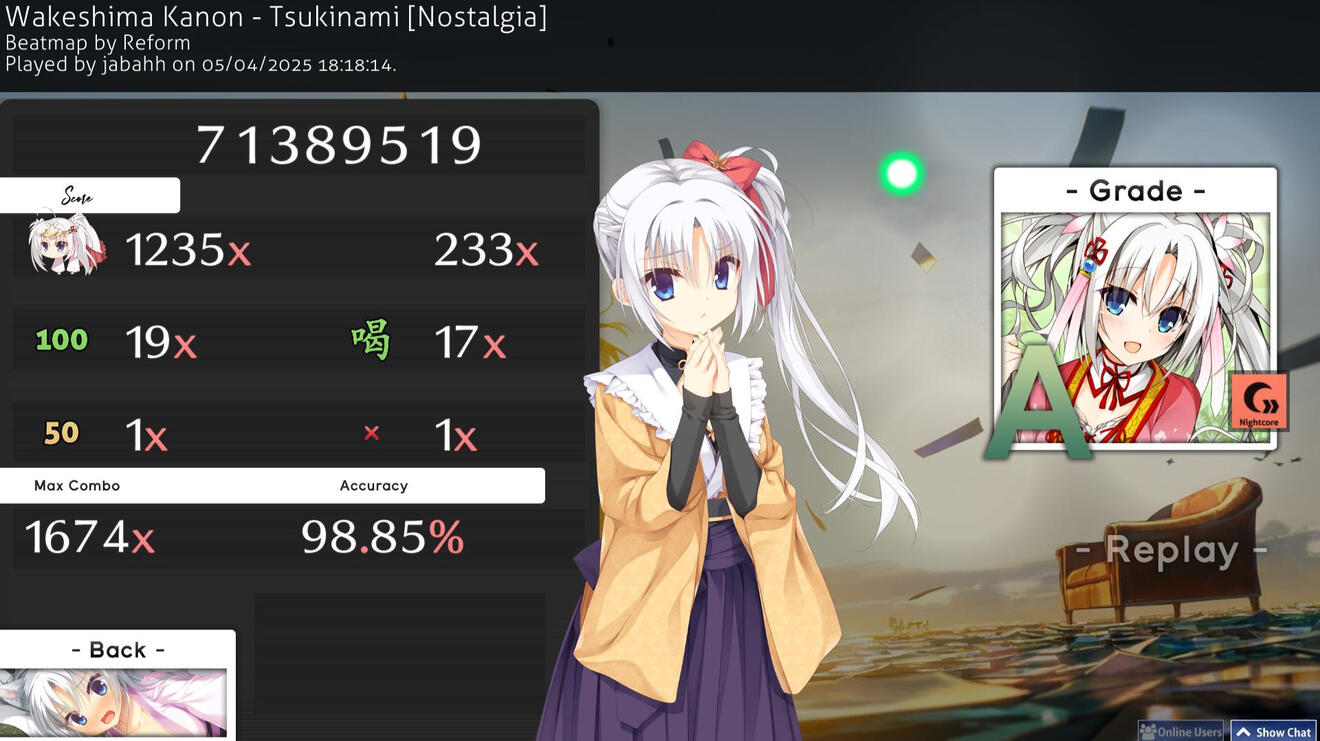 Wakeshima Kanon - Tsukinami [Nostalgia]
Beatmap by Reform
Played by jabahh on 05/04/2025 18:18:14.
71389519
Score
1235x 233x
100 19x 喝 17x
50 1x × 1x
Max Combo Accuracy
1674x 98.85%
- Back -
- Grade -
A
Nightcore
- Replay -
Online Users Show Chat